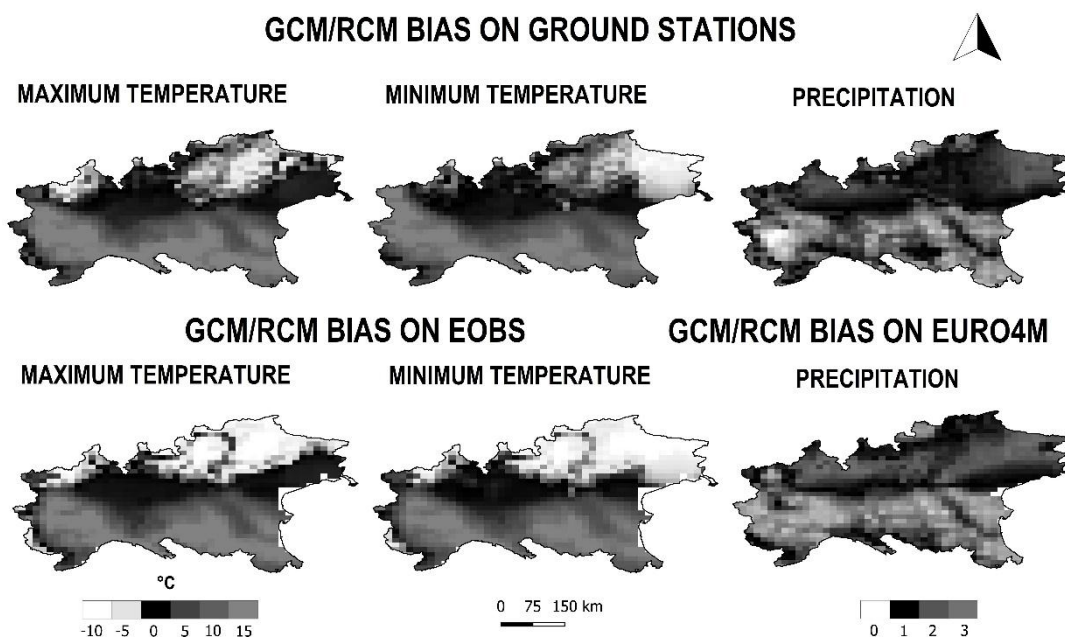 GCM/RCM BIAS ON GROUND STATIONS
MAXIMUM TEMPERATURE MINIMUM TEMPERATURE PRECIPITATION
GCM/RCM BIAS ON EOBS GCM/RCM BIAS ON EURO4M
MAXIMUM TEMPERATURE MINIMUM TEMPERATURE PRECIPITATION
°C
-10 -5 0 5 10 15
0 75 150 km
0 1 2 3